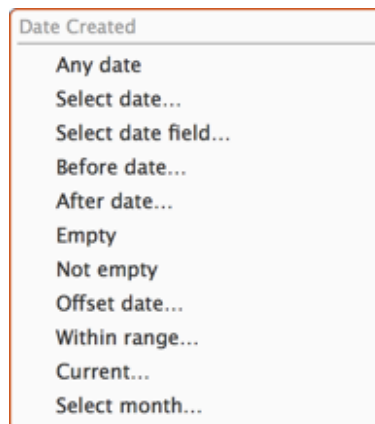 Date Created
Any date
Select date...
Select date field...
Before date...
After date...
Empty
Not empty
Offset date...
Within range...
Current...
Select month...